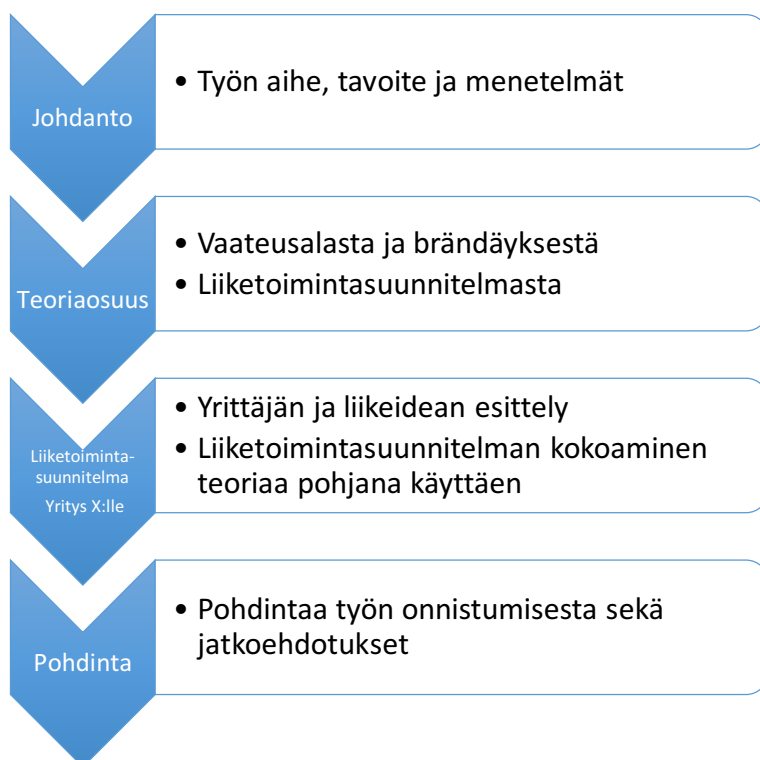 Johdanto
• Työn aihe, tavoite ja menetelmät
Teoriaosuus
• Vaateusalasta ja brändäyksestä
• Liiketoimintasuunnitelmasta
Liiketoiminta-
suunnitelma
Yritys X:lle
• Yrittäjän ja liikeidean esittely
• Liiketoimintasuunnitelman kokoaminen
teoriaa pohjana käyttäen
Pohdinta
• Pohdintaa työn onnistumisesta sekä
jatkoehdotukset